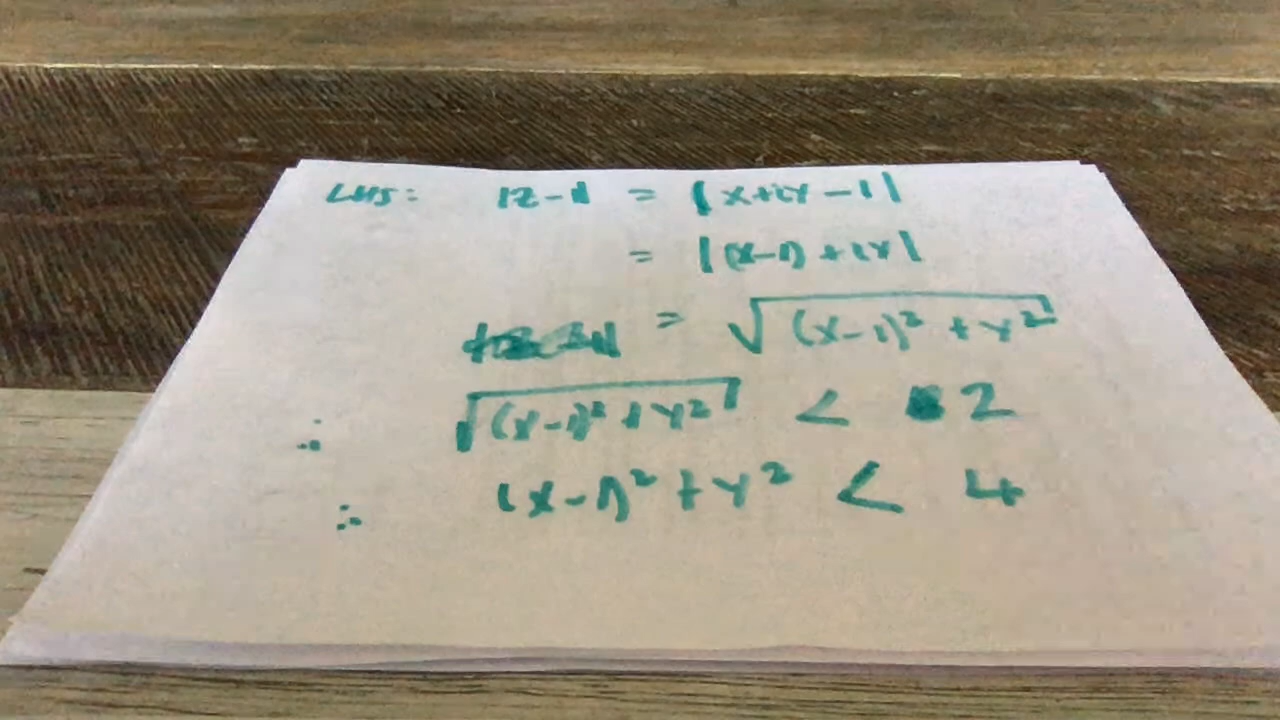 LHS: |z-1| = |x+iy-1|
= |(x-1)+iy|
= √((x-1)² + y²)
∴ √((x-1)² + y²) < 2
∴ (x-1)² + y² < 4